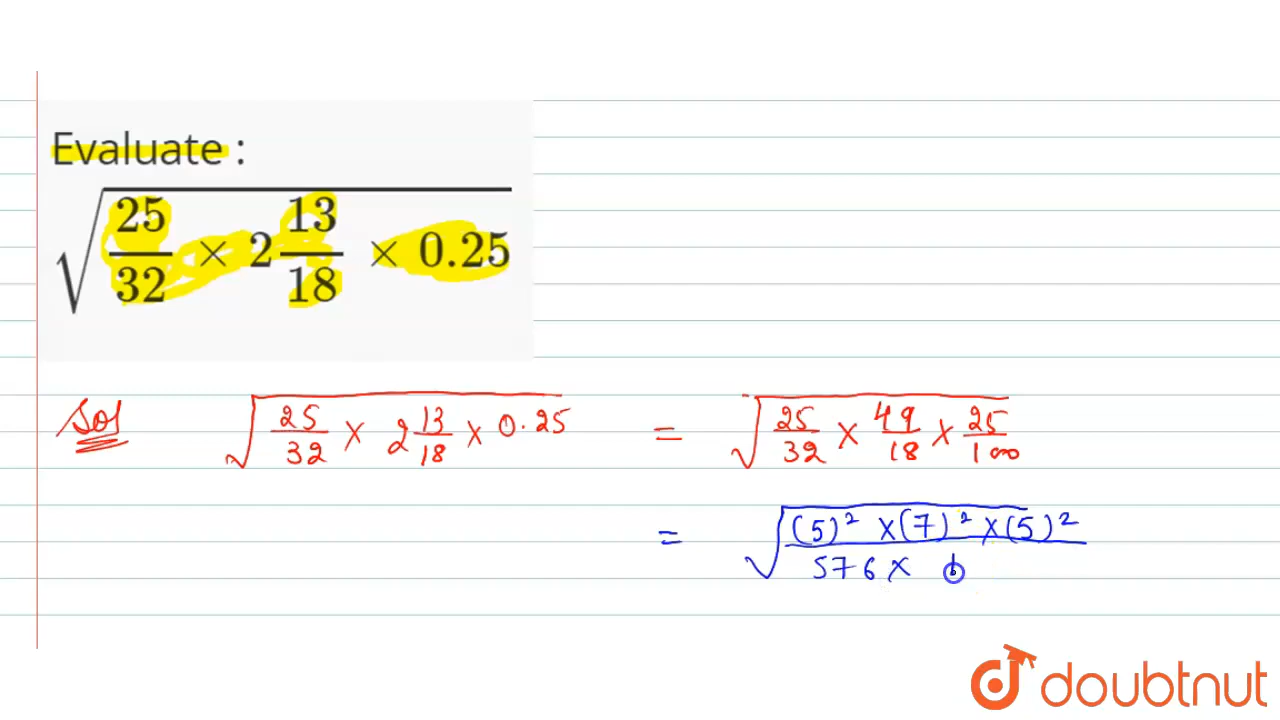 Evaluate :
√(25/32 × 2 13/18 × 0.25)
Sol √(25/32 × 2 13/18 × 0.25) = √(25/32 × 49/18 × 25/100)
= √((5)² × (7)² × (5)² / 576 ×
doubtnut